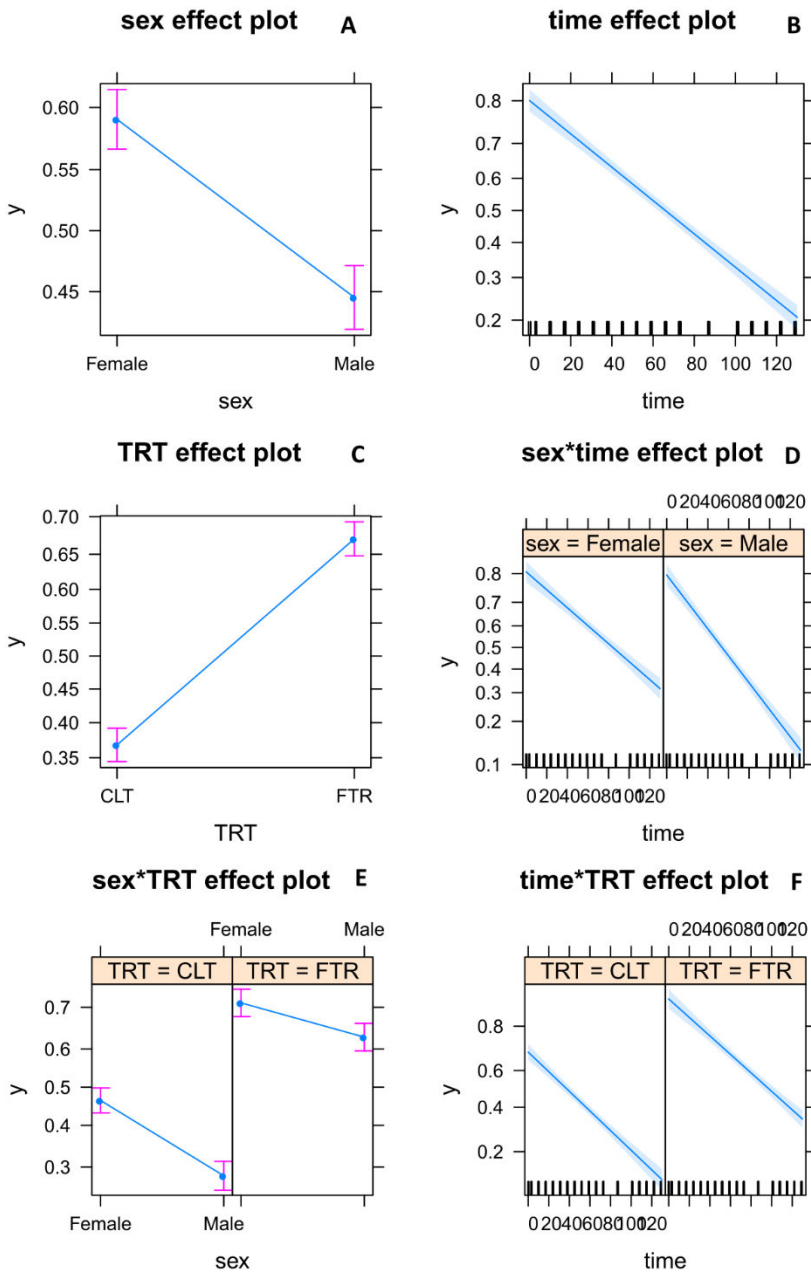 sex effect plot A
0.60
0.55
0.50
0.45
y
Female Male
sex
time effect plot B
0.8
0.7
0.6
0.5
0.4
0.3
0.2
y
0 20 40 60 80 100 120
time
TRT effect plot C
0.70
0.65
0.60
0.55
0.50
0.45
0.40
0.35
y
CLT FTR
TRT
sex*time effect plot D
0 20 40 60 80 100 120
sex = Female sex = Male
0.8
0.7
0.6
0.5
0.4
0.3
0.2
0.1
y
0 20 40 60 80 100 120
time
sex*TRT effect plot E
Female Male
TRT = CLT TRT = FTR
0.7
0.6
0.5
0.4
0.3
y
Female Male
sex
time*TRT effect plot F
0 20 40 60 80 100 120
TRT = CLT TRT = FTR
0.8
0.6
0.4
0.2
y
0 20 40 60 80 100 120
time